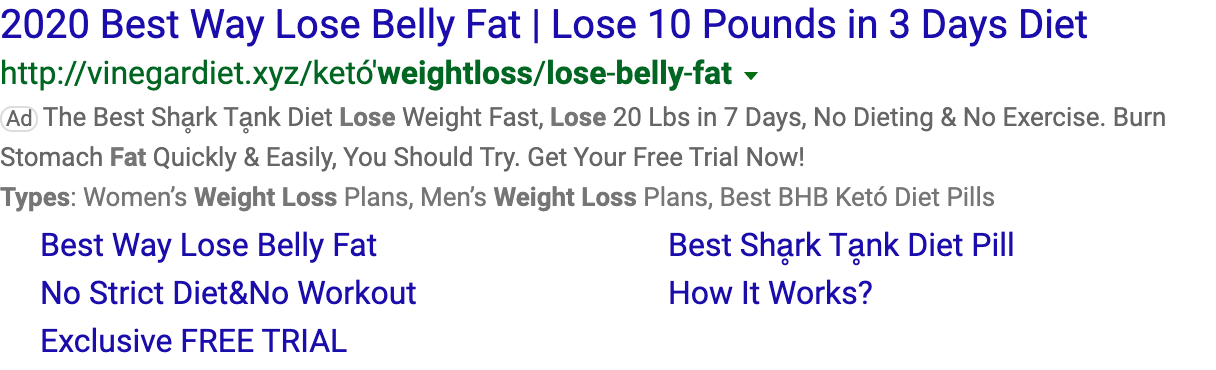 2020 Best Way Lose Belly Fat | Lose 10 Pounds in 3 Days Diet
http://vinegardiet.xyz/ketó'weightloss/lose-belly-fat
Ad The Best Shḁrk Tḁnk Diet Lose Weight Fast, Lose 20 Lbs in 7 Days, No Dieting & No Exercise. Burn
Stomach Fat Quickly & Easily, You Should Try. Get Your Free Trial Now!
Types: Women’s Weight Loss Plans, Men’s Weight Loss Plans, Best BHB Ketó Diet Pills
Best Way Lose Belly Fat
Best Shḁrk Tḁnk Diet Pill
No Strict Diet&No Workout
How It Works?
Exclusive FREE TRIAL